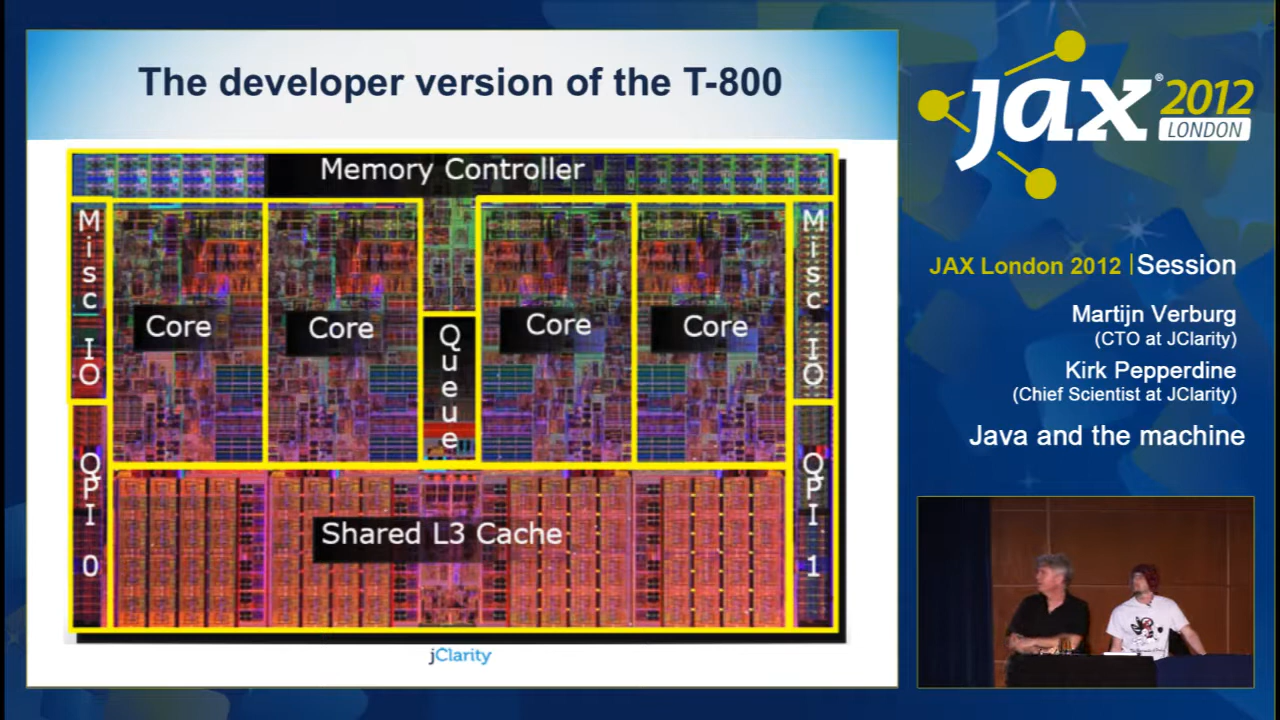 The developer version of the T-800
Memory Controller
Misc IO
Core
Core
Queue
Core
Core
Misc IO
QPI 0
Shared L3 Cache
QPI 1
jClarity
jax® 2012
LONDON
JAX London 2012 | Session
Martijn Verburg
(CTO at JClarity)
Kirk Pepperdine
(Chief Scientist at JClarity)
Java and the machine